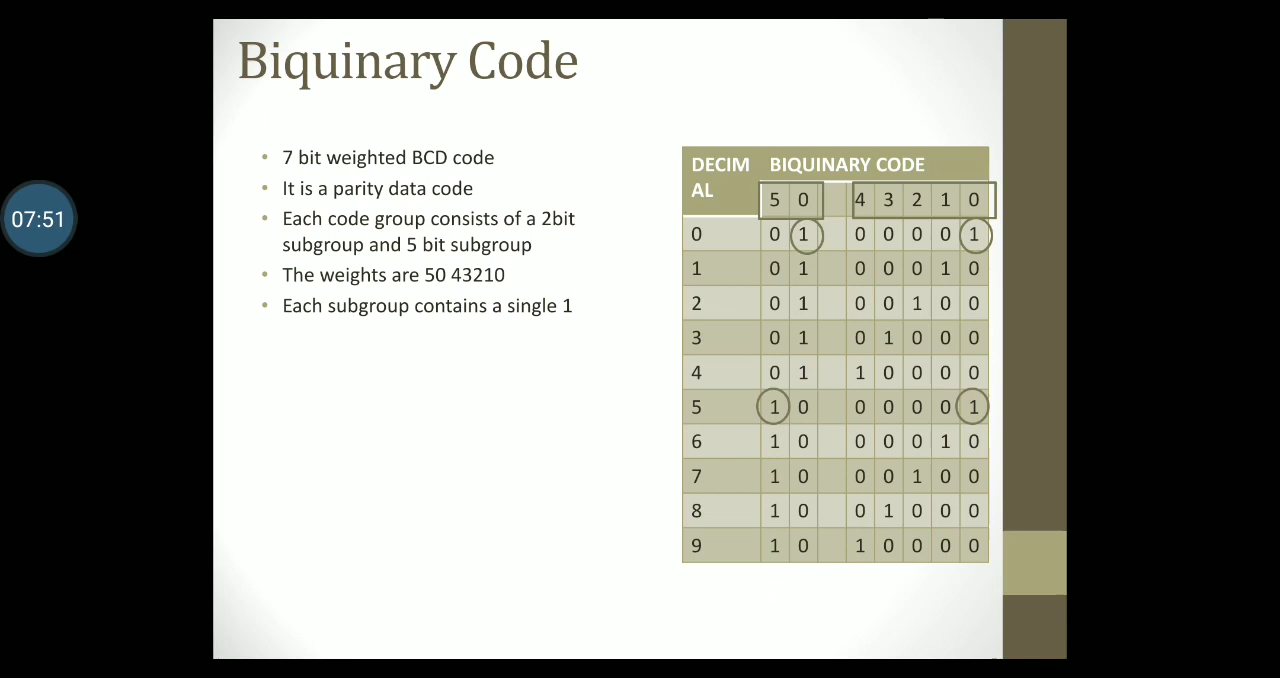 Biquinary Code
07:51
7 bit weighted BCD code
It is a parity data code
Each code group consists of a 2bit
subgroup and 5 bit subgroup
The weights are 50 43210
Each subgroup contains a single 1
DECIM
AL
BIQUINARY CODE
5 0 4 3 2 1 0
0 0 1 0 0 0 0 1
1 0 1 0 0 0 1 0
2 0 1 0 0 1 0 0
3 0 1 0 1 0 0 0
4 0 1 1 0 0 0 0
5 1 0 0 0 0 0 1
6 1 0 0 0 0 1 0
7 1 0 0 0 1 0 0
8 1 0 0 1 0 0 0
9 1 0 1 0 0 0 0